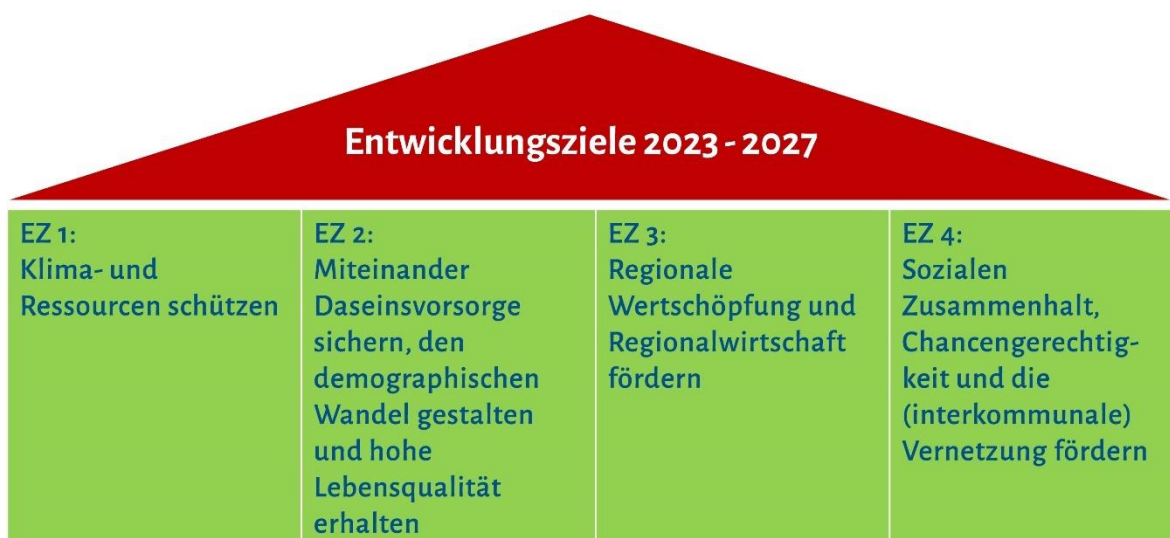 Entwicklungsziele 2023 - 2027
EZ 1:
Klima- und
Ressourcen schützen
EZ 2:
Miteinander
Daseinsvorsorge
sichern, den
demographischen
Wandel gestalten
und hohe
Lebensqualität
erhalten
EZ 3:
Regionale
Wertschöpfung und
Regionalwirtschaft
fördern
EZ 4:
Sozialen
Zusammenhalt,
Chancengerechtig-
keit und die
(interkommunale)
Vernetzung fördern